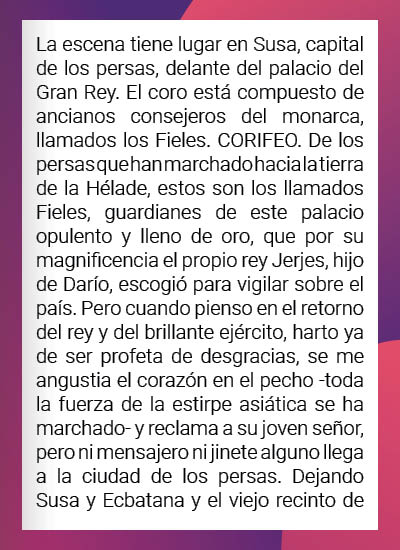 La escena tiene lugar en Susa, capital
de los persas, delante del palacio del
Gran Rey. El coro está compuesto de
ancianos consejeros del monarca,
llamados los Fieles. CORIFEO. De los
persas que han marchado hacia la tierra
de la Hélade, estos son los llamados
Fieles, guardianes de este palacio
opulento y lleno de oro, que por su
magnificencia el propio rey Jerjes, hijo
de Darío, escogió para vigilar sobre el
país. Pero cuando pienso en el retorno
del rey y del brillante ejército, harto ya
de ser profeta de desgracias, se me
angustia el corazón en el pecho -toda
la fuerza de la estirpe asiática se ha
marchado- y reclama a su joven señor,
pero ni mensajero ni jinete alguno llega
a la ciudad de los persas. Dejando
Susa y Ecbatana y el viejo recinto de